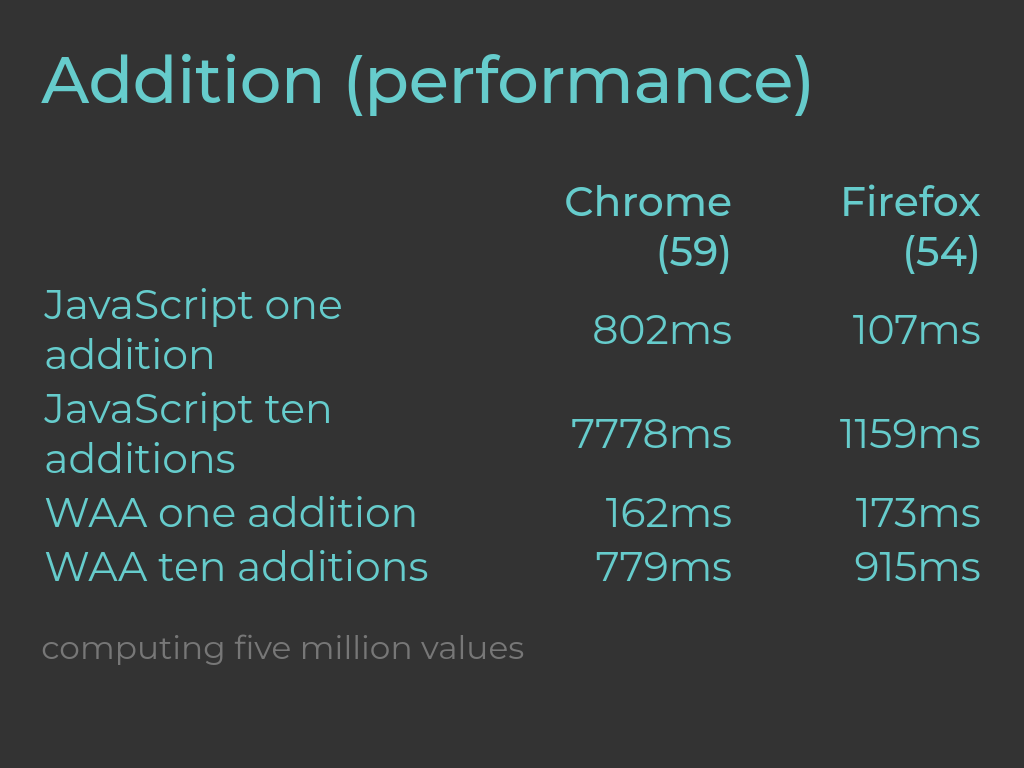 Addition (performance)
Chrome Firefox
(59) (54)
JavaScript one
addition 802ms 107ms
JavaScript ten
additions 7778ms 1159ms
WAA one addition 162ms 173ms
WAA ten additions 779ms 915ms
computing five million values